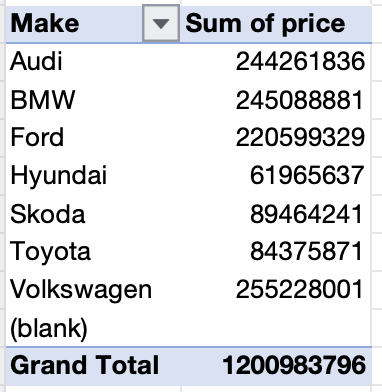 Make Sum of price
Audi 244261836
BMW 245088881
Ford 220599329
Hyundai 61965637
Skoda 89464241
Toyota 84375871
Volkswagen 255228001
(blank)
Grand Total 1200983796